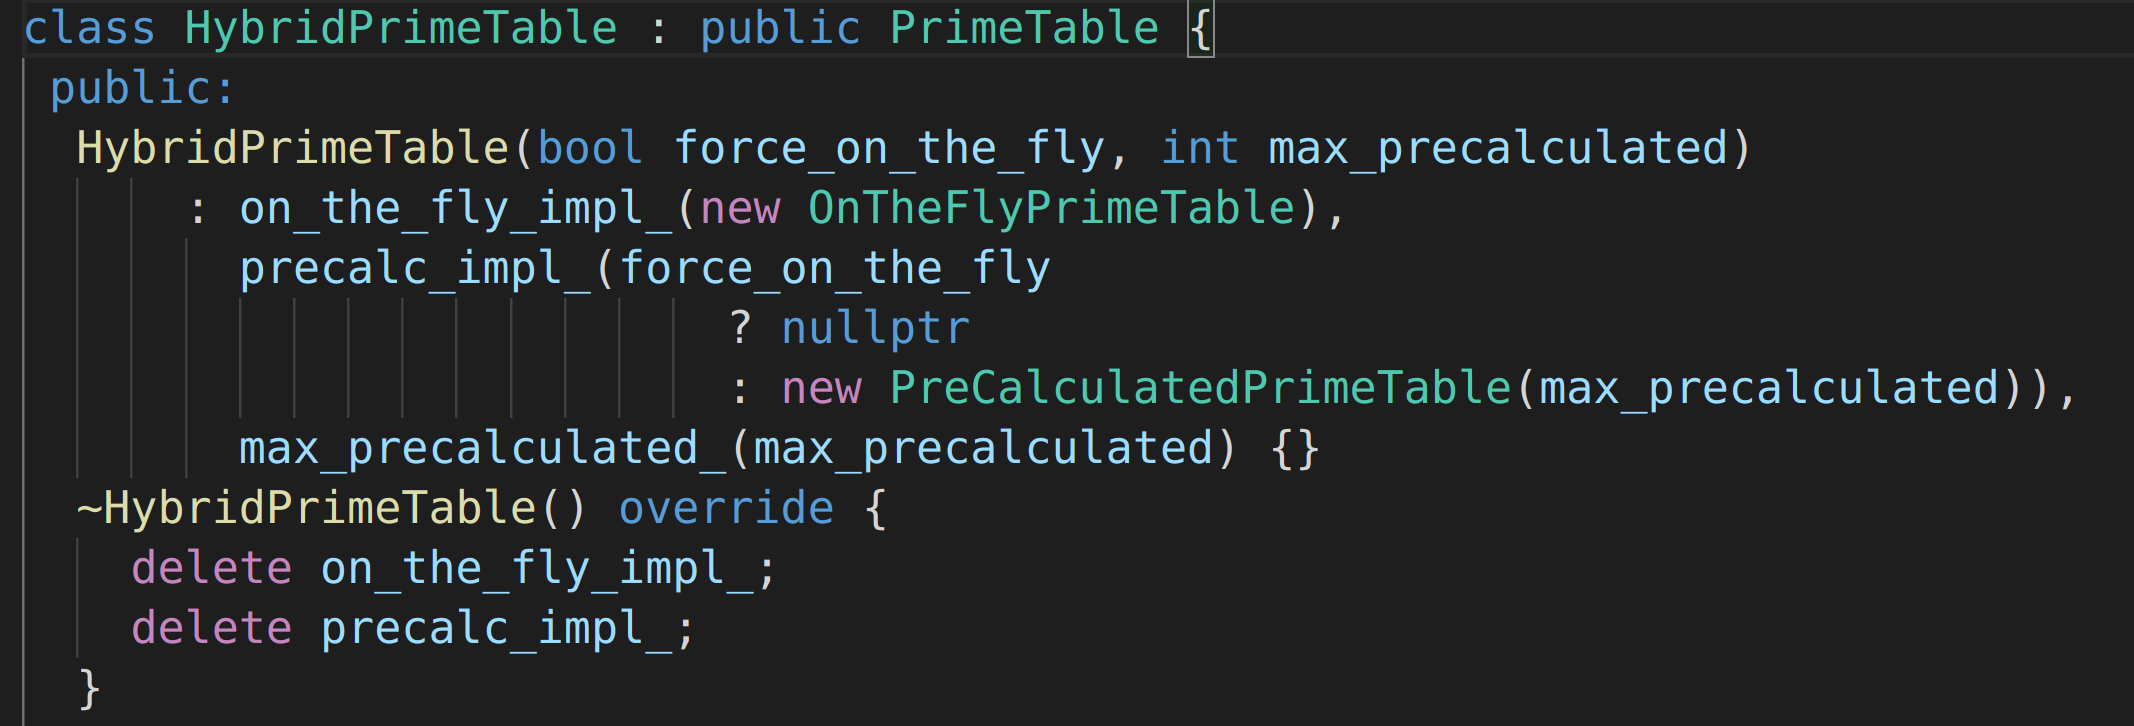 class HybridPrimeTable : public PrimeTable {
 public:
  HybridPrimeTable(bool force_on_the_fly, int max_precalculated)
      : on_the_fly_impl_(new OnTheFlyPrimeTable),
        precalc_impl_(force_on_the_fly
                          ? nullptr
                          : new PreCalculatedPrimeTable(max_precalculated)),
        max_precalculated_(max_precalculated) {}
  ~HybridPrimeTable() override {
    delete on_the_fly_impl_;
    delete precalc_impl_;
  }